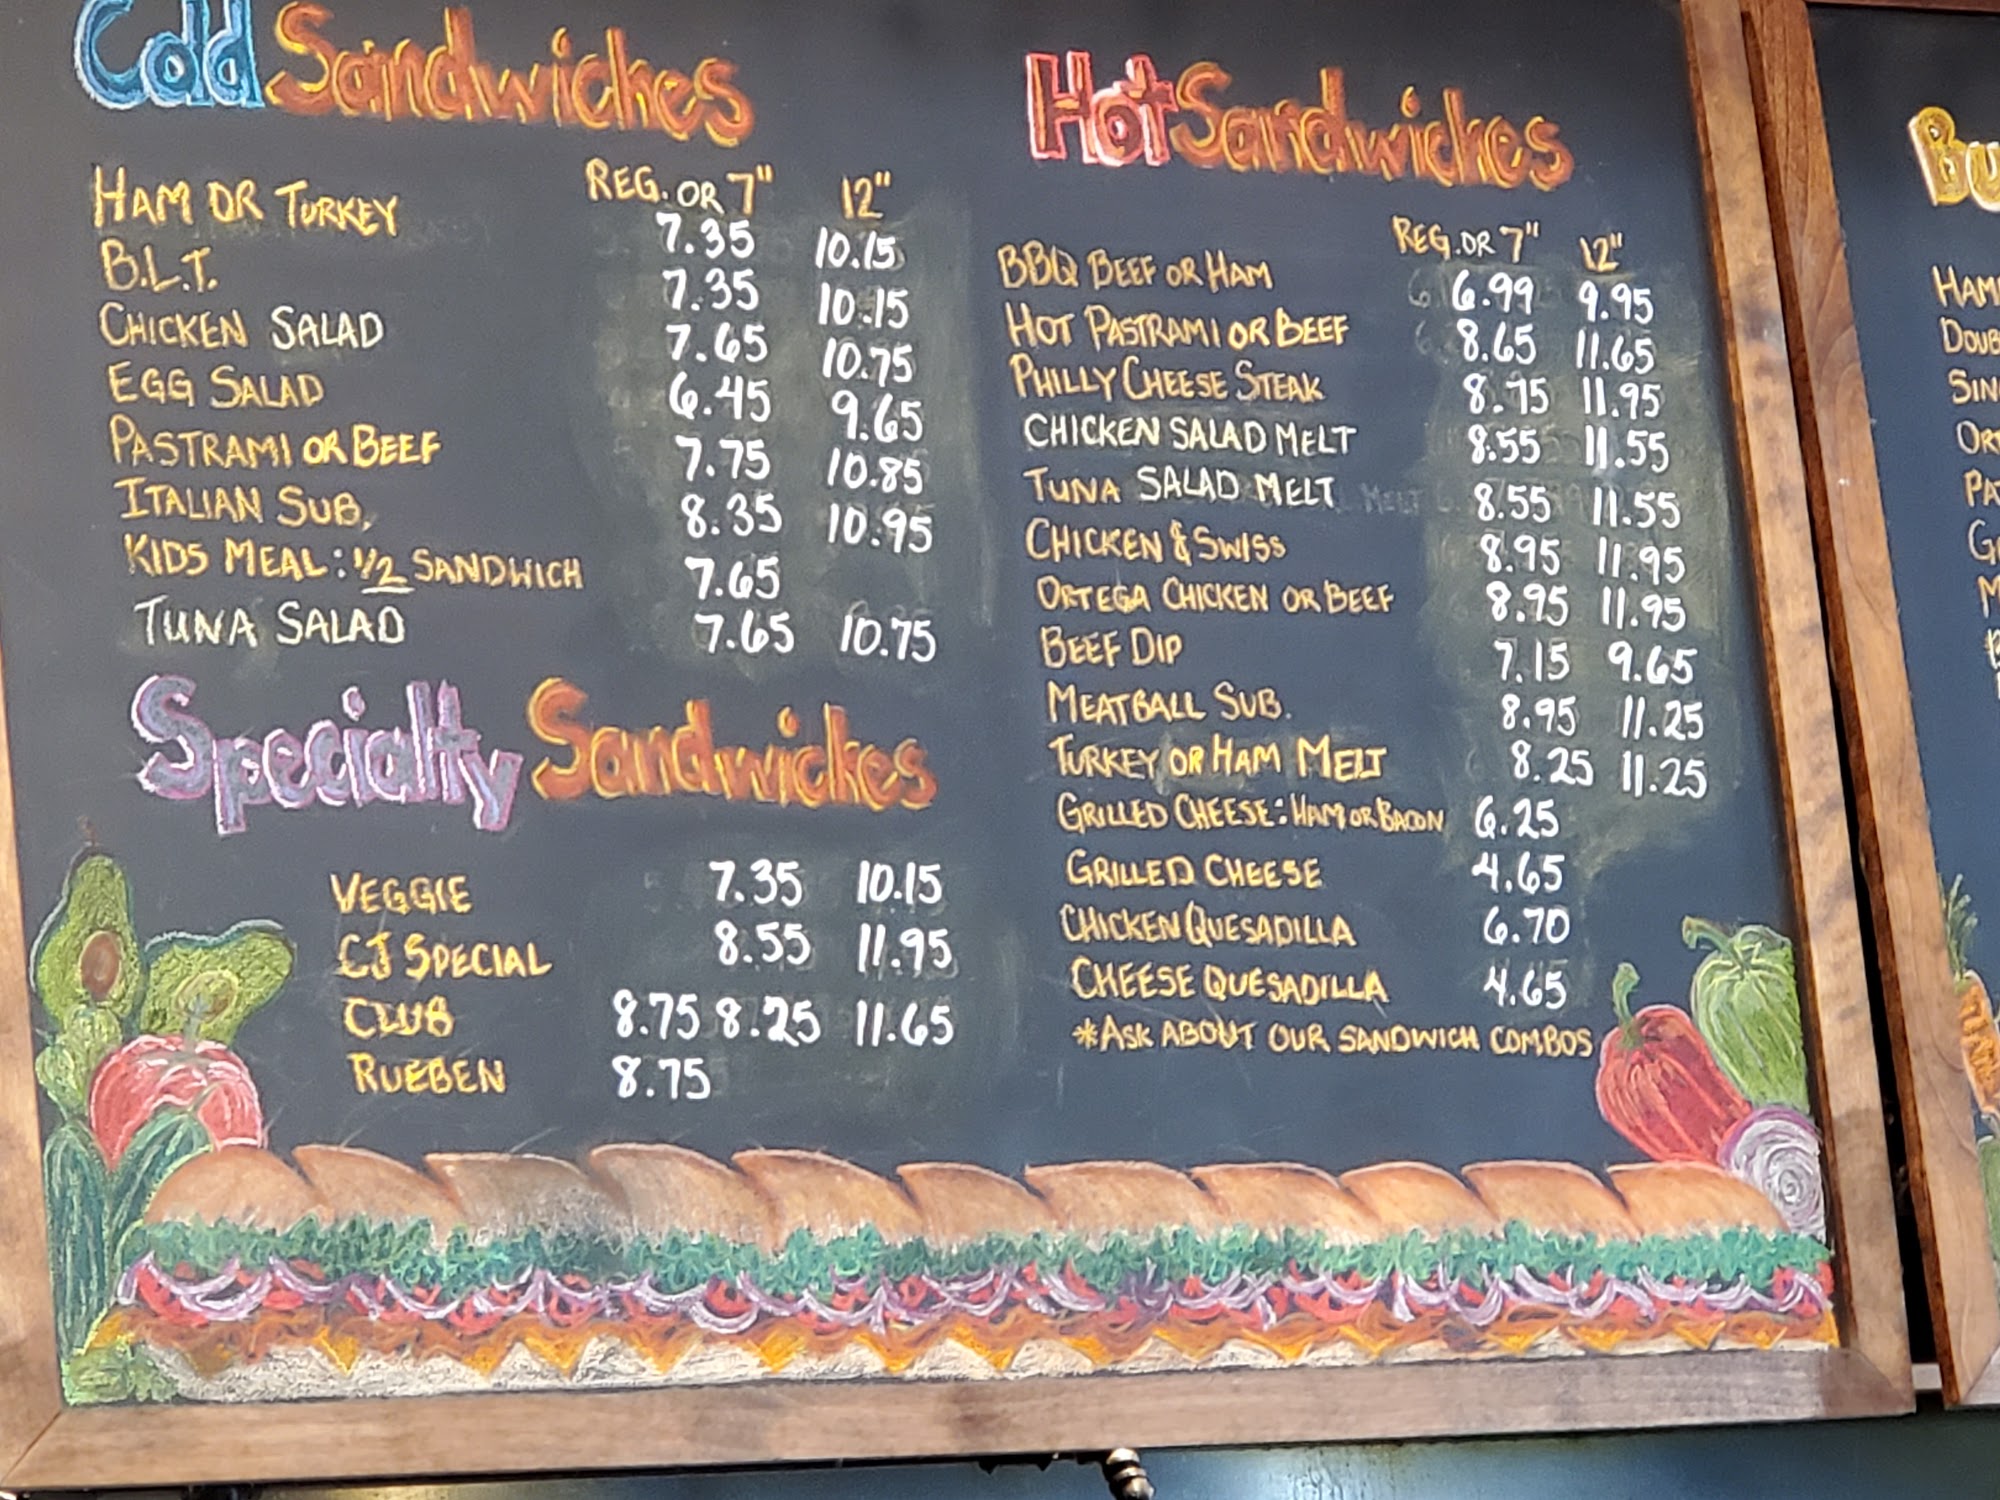 Cold Sandwiches
REG. OR 7" 12"
HAM OR TURKEY 7.35 10.15
B.L.T. 7.35 10.15
CHICKEN SALAD 7.65 10.75
EGG SALAD 6.45 9.65
PASTRAMI OR BEEF 7.75 10.85
ITALIAN SUB. 8.35 10.95
KIDS MEAL: 1/2 SANDWICH 7.65
TUNA SALAD 7.65 10.75
Specialty Sandwiches
VEGGIE 7.35 10.15
CJ SPECIAL 8.55 11.95
CLUB 8.75 8.25 11.65
RUEBEN 8.75
Hot Sandwiches
REG. OR 7" 12"
BBQ BEEF OR HAM 6.99 9.95
HOT PASTRAMI OR BEEF 8.65 11.65
PHILLY CHEESE STEAK 8.75 11.95
CHICKEN SALAD MELT 8.55 11.55
TUNA SALAD MELT 8.55 11.55
CHICKEN & SWISS 8.95 11.95
ORTEGA CHICKEN OR BEEF 8.95 11.95
BEEF DIP 7.15 9.65
MEATBALL SUB. 8.95 11.25
TURKEY OR HAM MELT 8.25 11.25
GRILLED CHEESE: HAM OR BACON 6.25
GRILLED CHEESE 4.65
CHICKEN QUESADILLA 6.70
CHEESE QUESADILLA 4.65
*ASK ABOUT OUR SANDWICH COMBOS